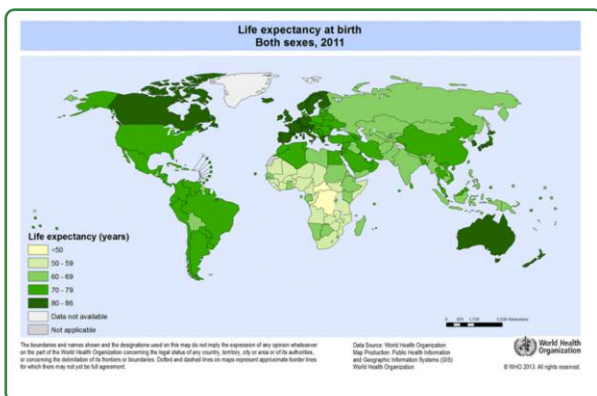 Life expectancy at birth
Both sexes, 2011
Life expectancy (years)
<50
50 - 59
60 - 69
70 - 79
80 - 86
Data not available
Not applicable
The boundaries and names shown and the designations used on this map do not imply the expression of any opinion whatsoever
on the part of the World Health Organization concerning the legal status of any country, territory, city or area or of its authorities,
or concerning the delimitation of its frontiers or boundaries. Dotted and dashed lines on maps represent approximate border lines
for which there may not yet be full agreement.
Data Source: World Health Organization
Map Production: Public Health Information
and Geographic Information Systems (GIS)
World Health Organization
World Health
Organization
© WHO 2013. All rights reserved.